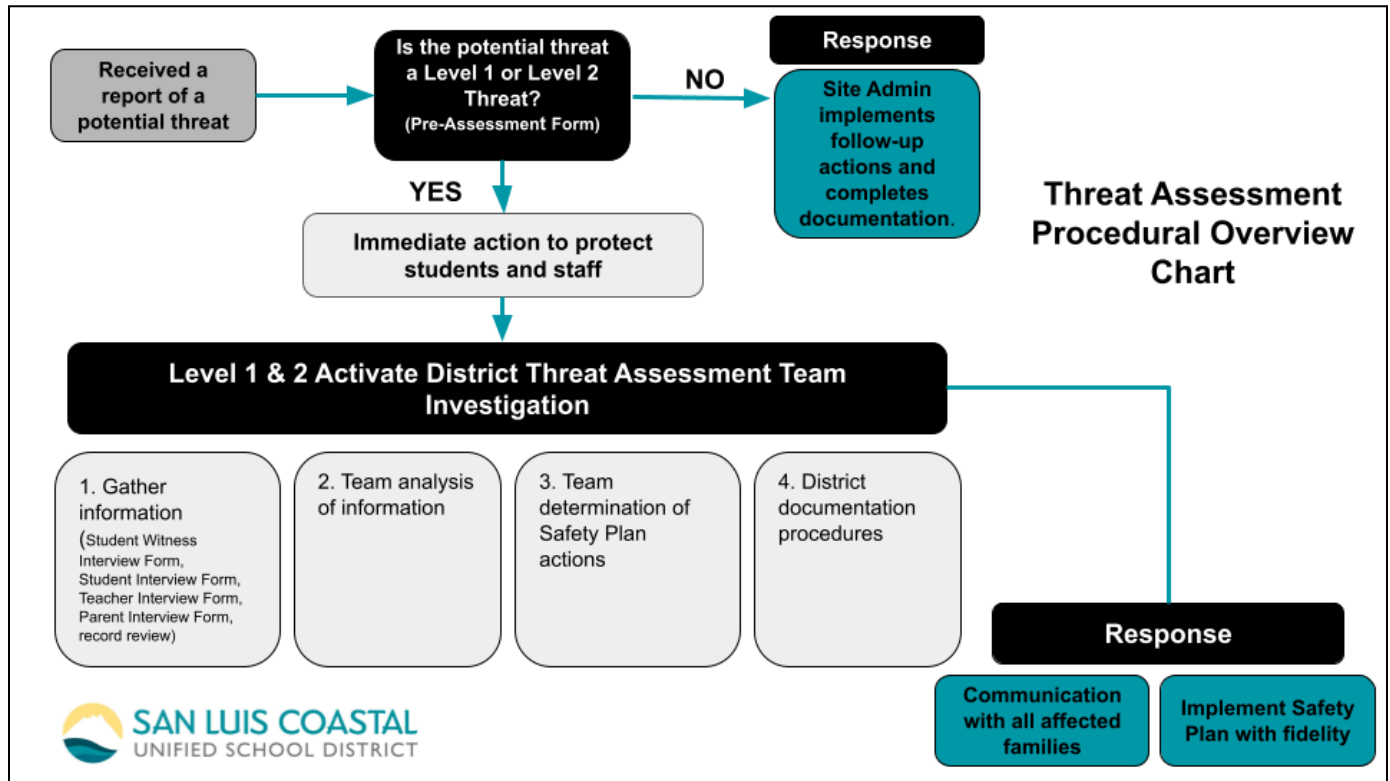 Received a
report of a
potential threat
Is the potential threat
a Level 1 or Level 2
Threat?
(Pre-Assessment Form)
NO
Response
Site Admin
implements
follow-up
actions and
completes
documentation.
Threat Assessment
Procedural Overview
Chart
YES
Immediate action to protect
students and staff
Level 1 & 2 Activate District Threat Assessment Team
Investigation
1. Gather
information
(Student Witness
Interview Form,
Student Interview Form,
Teacher Interview Form,
Parent Interview Form,
record review)
2. Team analysis
of information
3. Team
determination of
Safety Plan
actions
4. District
documentation
procedures
Response
Communication
with all affected
families
Implement Safety
Plan with fidelity
SAN LUIS COASTAL
UNIFIED SCHOOL DISTRICT